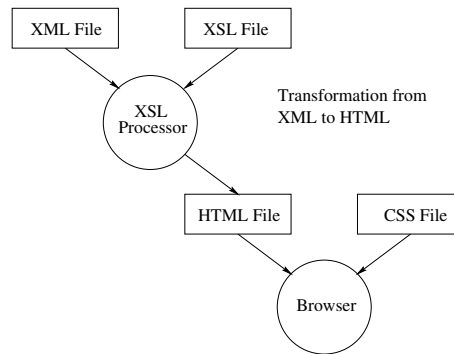 XML File
XSL File
XSL
Processor
Transformation from
XML to HTML
HTML File
CSS File
Browser